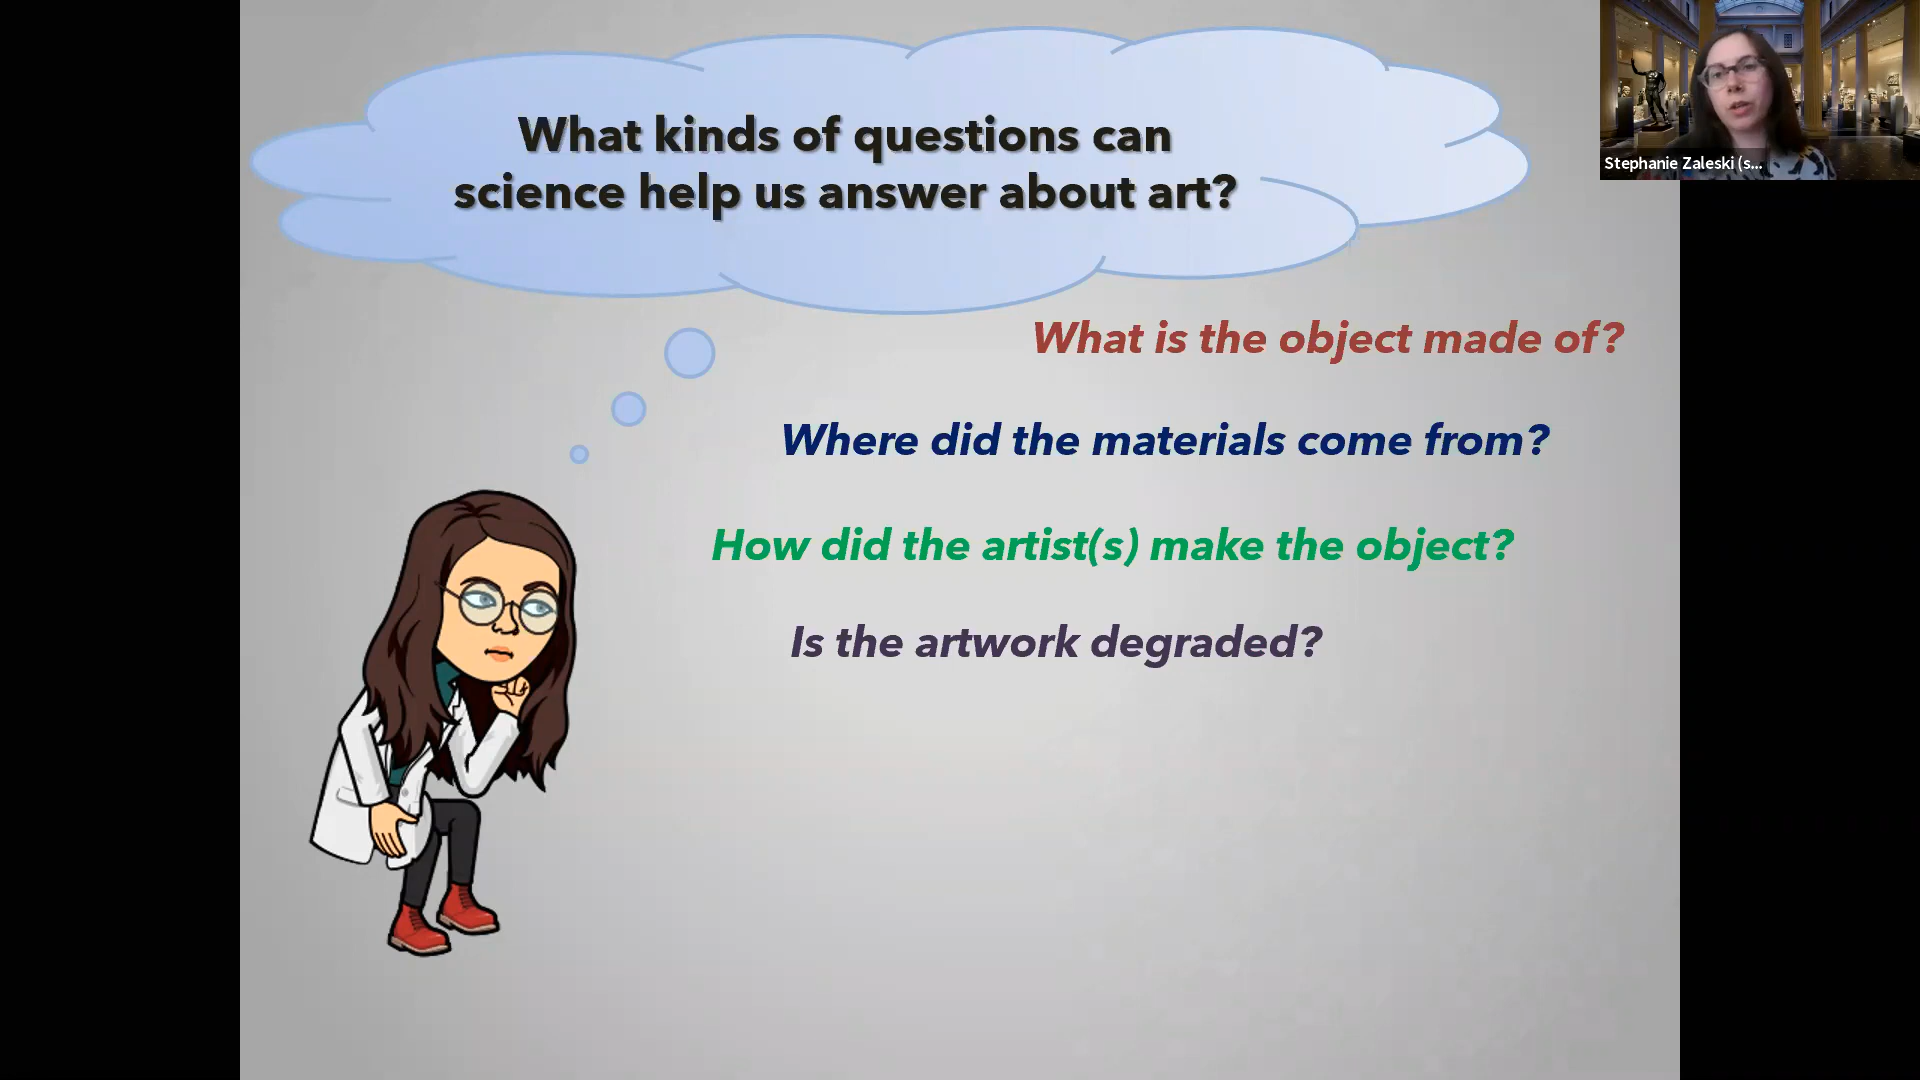 What kinds of questions can
science help us answer about art?
Stephanie Zaleski (s...
What is the object made of?
Where did the materials come from?
How did the artist(s) make the object?
Is the artwork degraded?